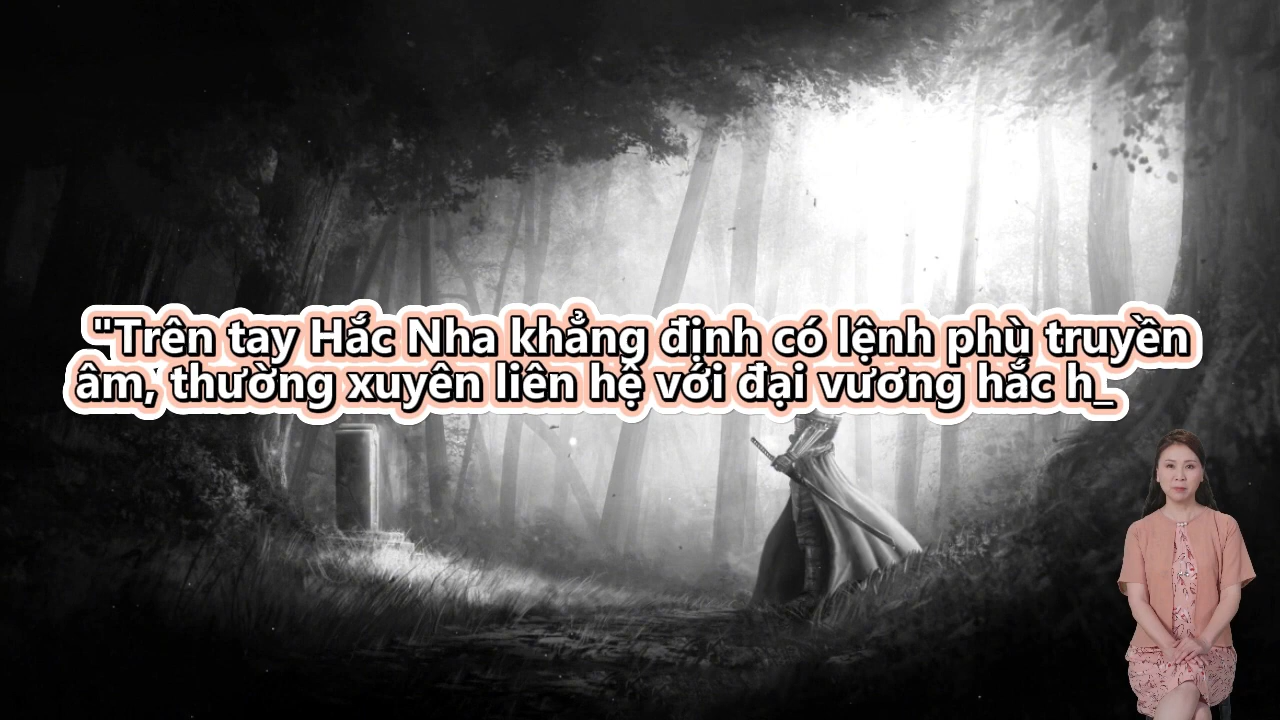 "Trên tay Hắc Nha khẳng định có lệnh phù truyền
âm, thường xuyên liên hệ với đại vương hắc h_